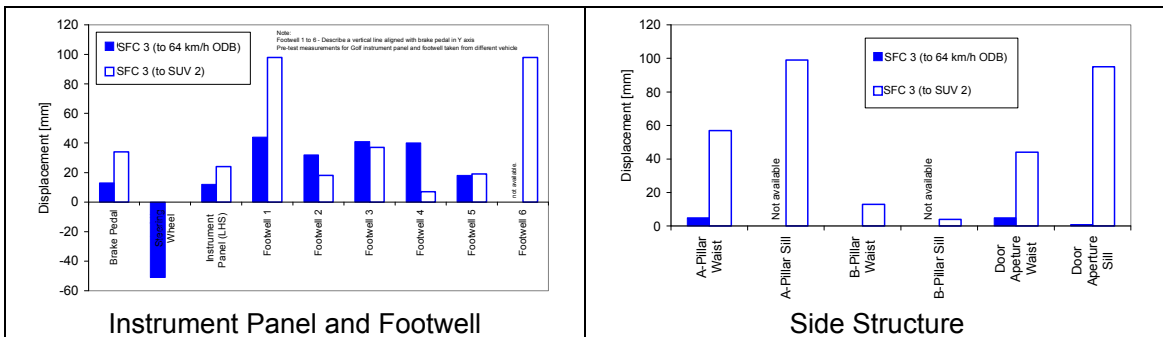 120
100
80
60
40
20
0
-20
-40
-60
Displacement [mm]
SFC 3 (to 64 km/h ODB)
SFC 3 (to SUV 2)
Note:
Footwell 1 to 6 - Describe a vertical line aligned with brake pedal in Y axis
Pre-test measurements for Golf instrument panel and footwell taken from different vehicle
Brake Pedal
Wheel
Instrument
Panel (LHS)
Footwell 1
Footwell 2
Footwell 3
Footwell 4
Footwell 5
not available.
Footwell 6
Instrument Panel and Footwell
120
100
80
60
40
20
0
Displacement [mm]
SFC 3 (to 64 km/h ODB)
SFC 3 (to SUV 2)
Not available
Not available
A-Pillar
Waist
A-Pillar Sill
B-Pillar
Waist
B-Pillar Sill
Door
Apeture
Waist
Door
Aperture
Sill
Side Structure